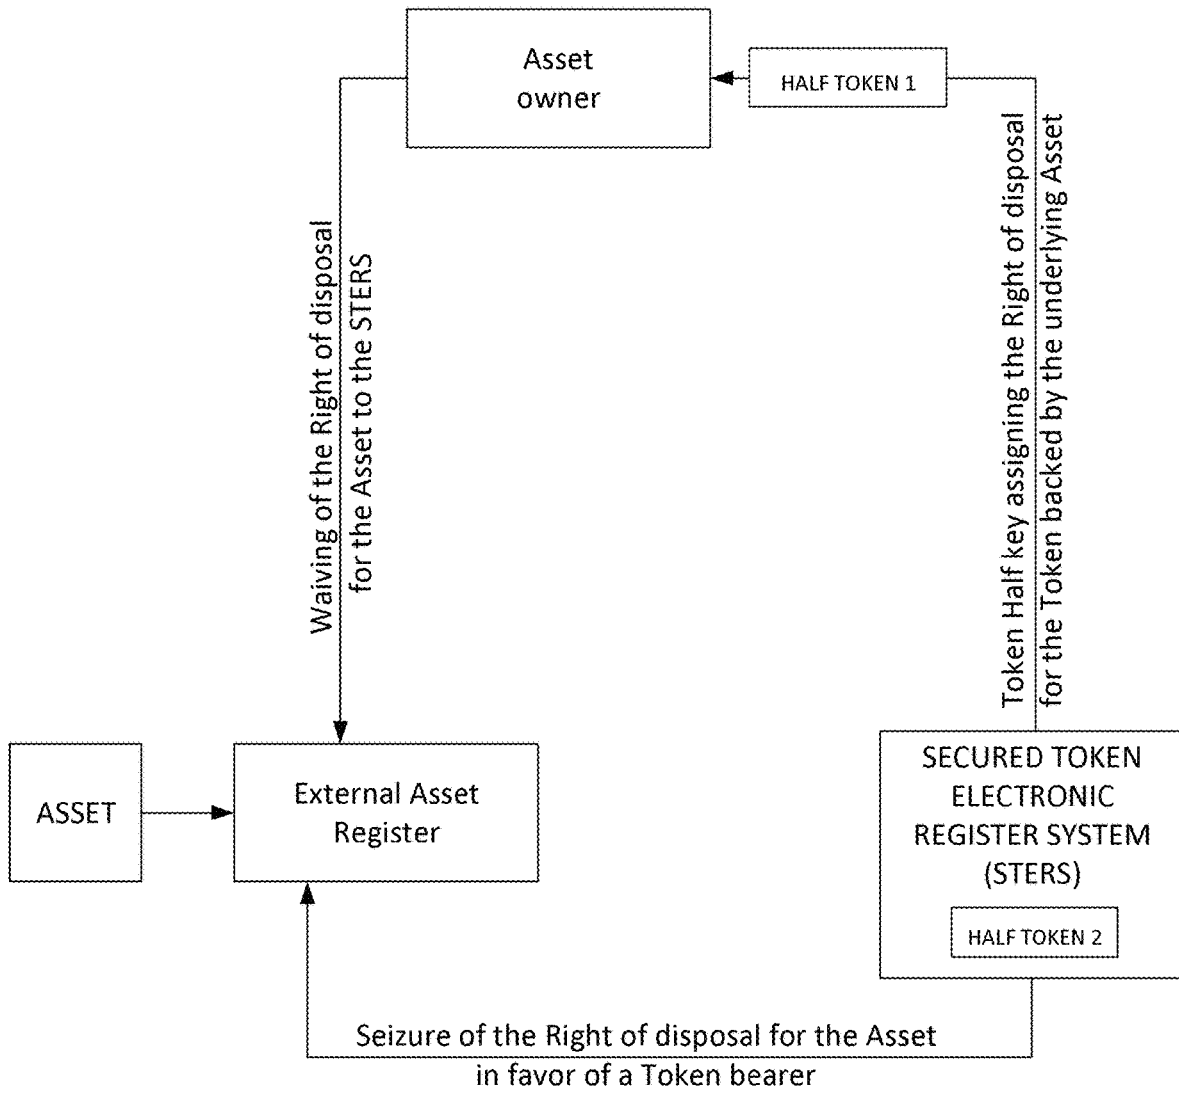 Asset
owner
HALF TOKEN 1
Waiving of the Right of disposal
for the Asset to the STERS
Token Half key assigning the Right of disposal
for the Token backed by the underlying Asset
ASSET
External Asset
Register
SECURED TOKEN
ELECTRONIC
REGISTER SYSTEM
(STERS)
HALF TOKEN 2
Seizure of the Right of disposal for the Asset
in favor of a Token bearer